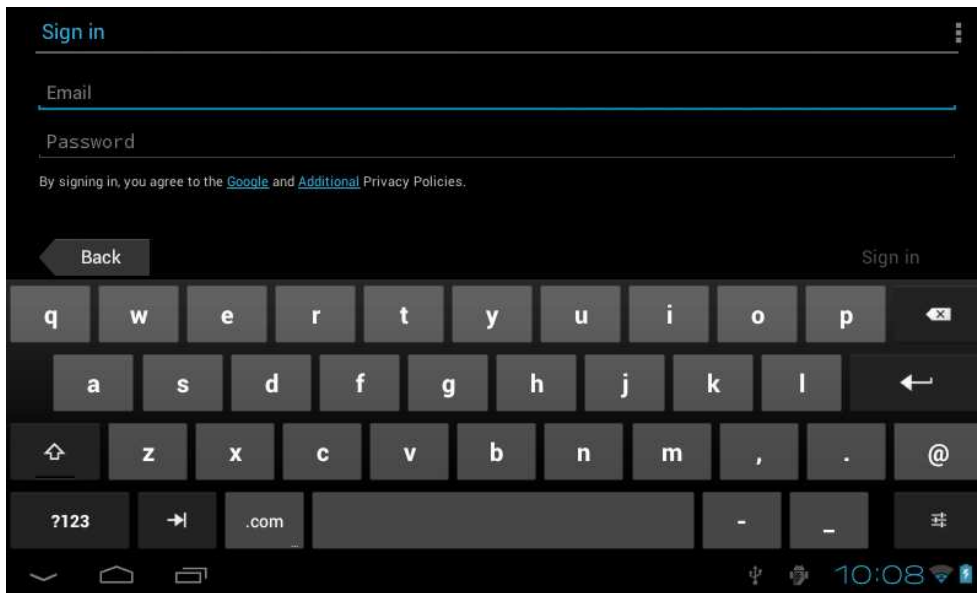 Sign in
Email
Password
By signing in, you agree to the Google and Additional Privacy Policies.
Back
Sign in
q w e r t y u i o p
a s d f g h j k l
z x c v b n m , . @
?123 .com - _
10:08